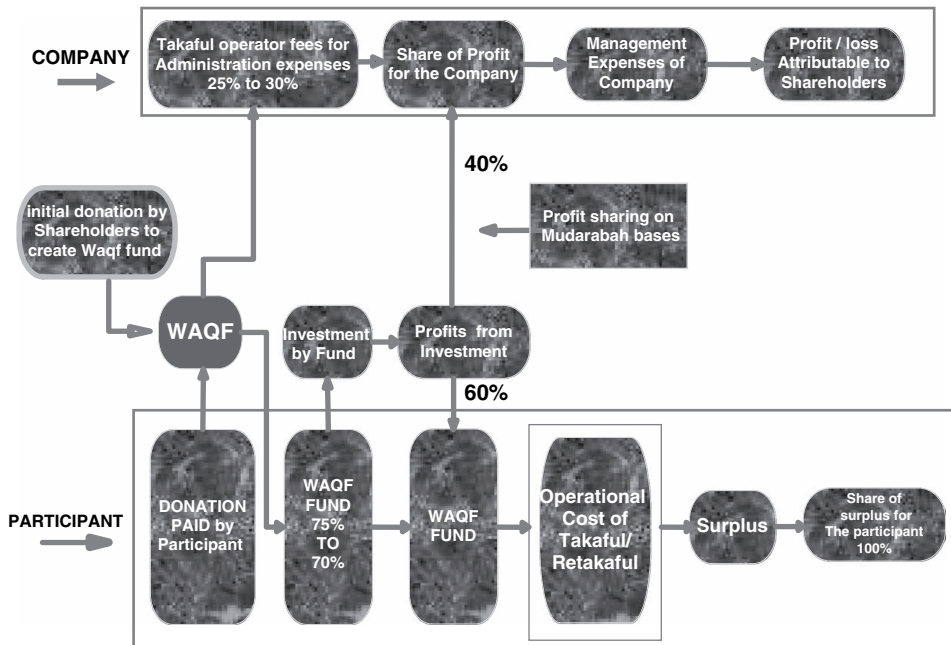 COMPANY
Takaful operator fees for
Administration expenses
25% to 30%
Share of Profit
for the Company
Management
Expenses of
Company
Profit / loss
Attributable to
Shareholders
40%
initial donation by
Shareholders to
create Waqf fund
Profit sharing on
Mudarabah bases
WAQF
Investment
by Fund
Profits from
Investment
60%
PARTICIPANT
DONATION
PAID by
Participant
WAQF
FUND
75%
TO
70%
WAQF
FUND
Operational
Cost of
Takaful/
Retakaful
Surplus
Share of
surplus for
The participant
100%